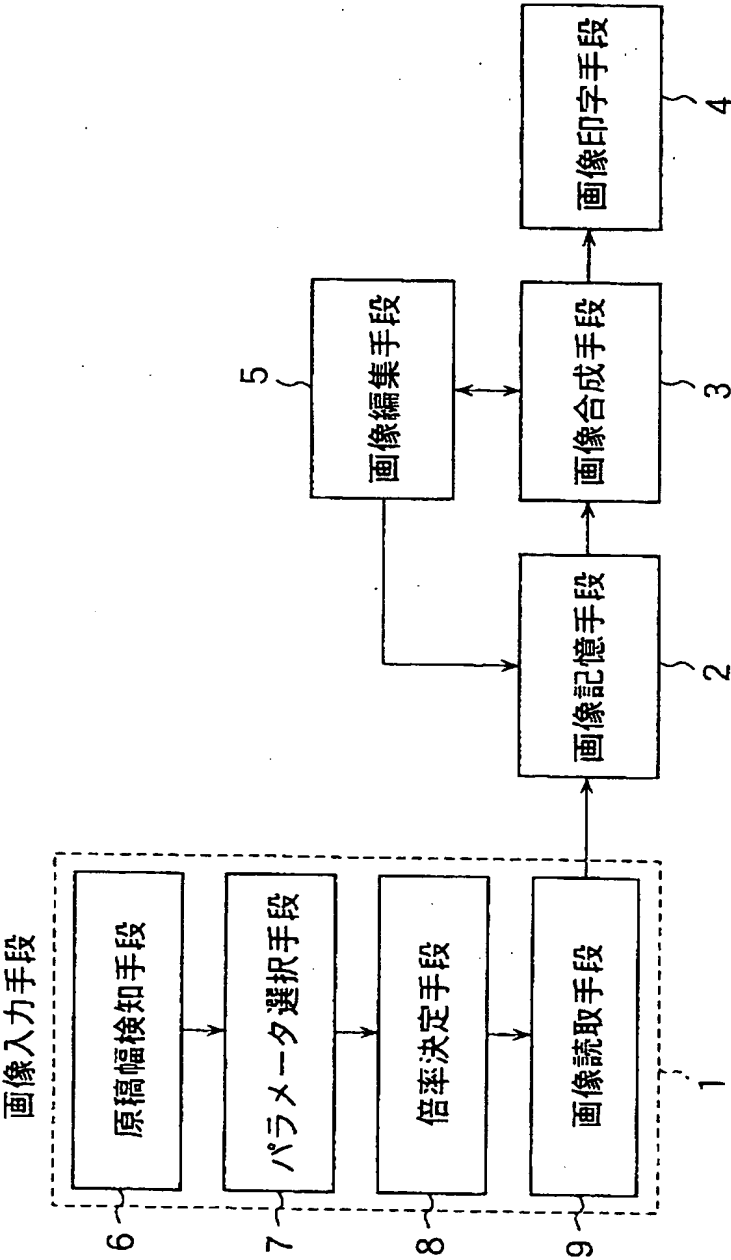 画像入力手段
6
原稿幅検知手段
7
パラメータ選択手段
8
倍率決定手段
9
画像読取手段
1
画像記憶手段
2
5
画像編集手段
画像合成手段
3
画像印字手段
4